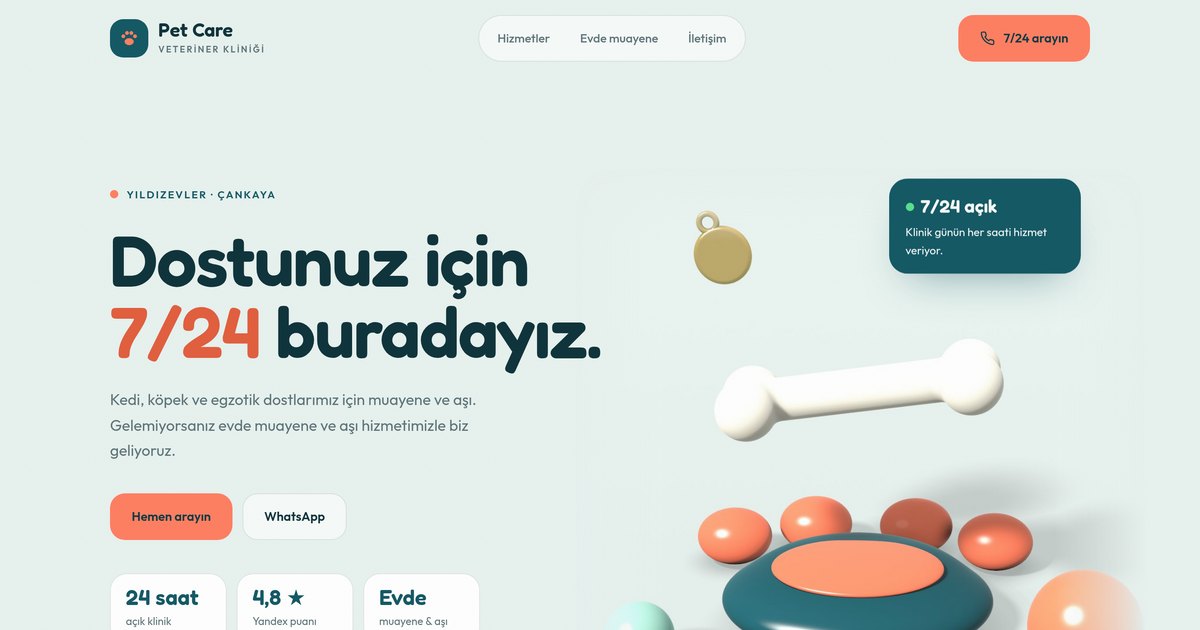 Pet Care
VETERİNER KLİNİĞİ
Hizmetler
Evde muayene
İletişim
7/24 arayın
YILDIZEVLER · ÇANKAYA
Dostunuz için
7/24 buradayız.
Kedi, köpek ve egzotik dostlarımız için muayene ve aşı.
Gelemiyorsanız evde muayene ve aşı hizmetimizle biz
geliyoruz.
Hemen arayın
WhatsApp
24 saat
açık klinik
4,8 ★
Yandex puanı
Evde
muayene & aşı
7/24 açık
Klinik günün her saati hizmet
veriyor.